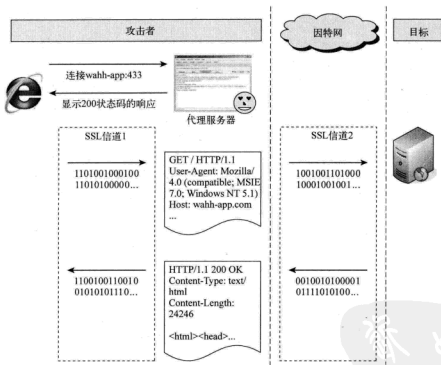 攻击者
因特网
目标
连接wahh-app:433
显示200状态码的响应
代理服务器
SSL信道1
SSL信道2
1101001000100
11010100000...
GET / HTTP/1.1
User-Agent: Mozilla/
4.0 (compatible; MSIE
7.0; Windows NT 5.1)
Host: wahh-app.com
...
1001001101000
10001001001...
1100100110010
01010101110...
HTTP/1.1 200 OK
Content-Type: text/
html
Content-Length:
24246
<html><head>...
0010010100001
01111010100...